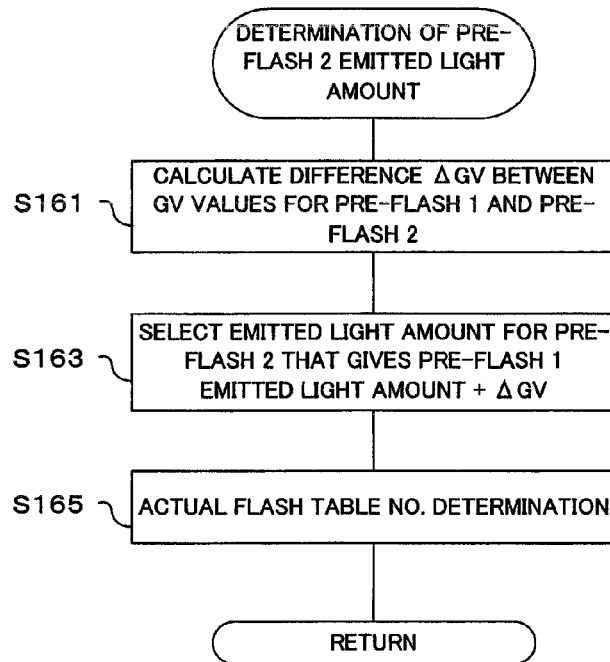 DETERMINATION OF PRE-
FLASH 2 EMITTED LIGHT
AMOUNT
S161
CALCULATE DIFFERENCE ΔGV BETWEEN
GV VALUES FOR PRE-FLASH 1 AND PRE-
FLASH 2
S163
SELECT EMITTED LIGHT AMOUNT FOR PRE-
FLASH 2 THAT GIVES PRE-FLASH 1
EMITTED LIGHT AMOUNT + ΔGV
S165
ACTUAL FLASH TABLE NO. DETERMINATION
RETURN